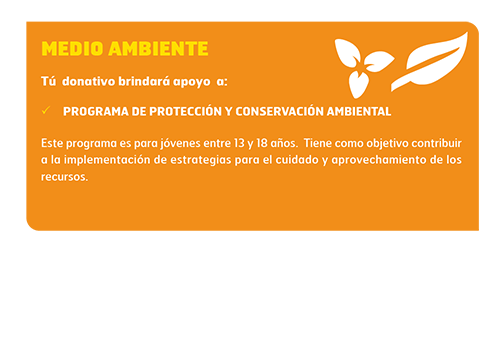 MEDIO AMBIENTE
Tú donativo brindará apoyo a:
✓ PROGRAMA DE PROTECCIÓN Y CONSERVACIÓN AMBIENTAL
Este programa es para jóvenes entre 13 y 18 años. Tiene como objetivo contribuir
a la implementación de estrategias para el cuidado y aprovechamiento de los
recursos.